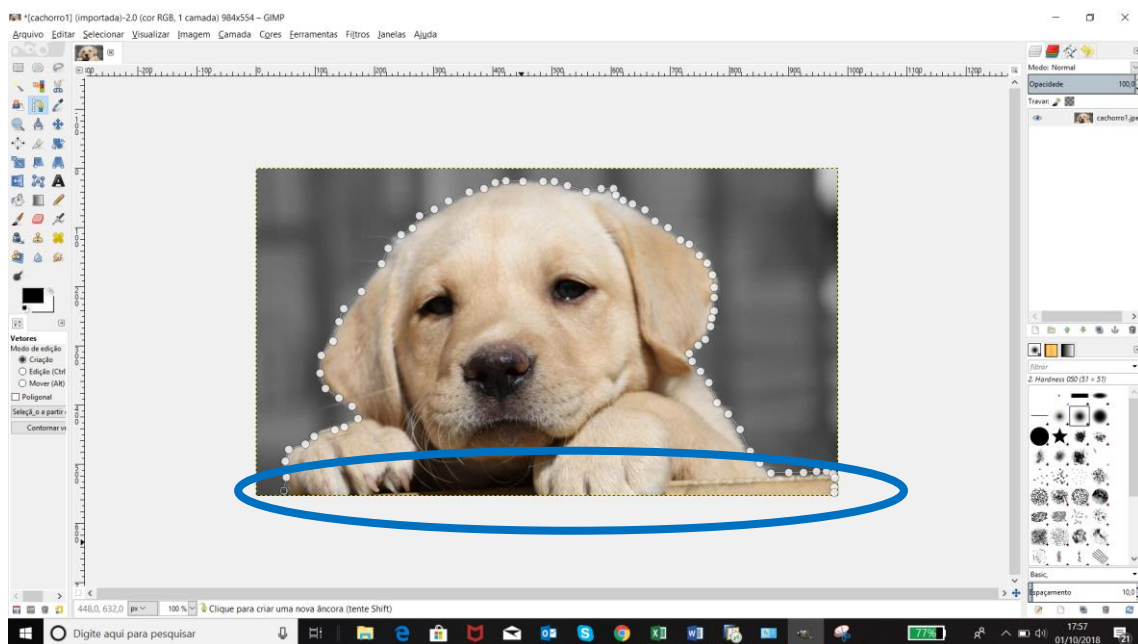 *[cachorro1] (importada)-2.0 (cor RGB, 1 camada) 984x554 – GIMP
Arquivo Editar Selecionar Visualizar Imagem Camada Cores Ferramentas Filtros Janelas Ajuda
Modo: Normal
Opacidade 100,0
Travar:
cachorro1.jpe
Vetores
Modo de edição
Criação
Edição (Ctrl
Mover (Alt)
Poligonal
Seleçã_o a partir
Contornar ve
filtrar
2. Hardness 050 (51 × 51)
Basic,
Espaçamento 10,0
448,0, 632,0 px 100 % Clique para criar uma nova âncora (tente Shift)
Digite aqui para pesquisar
77%
17:57
01/10/2018
21